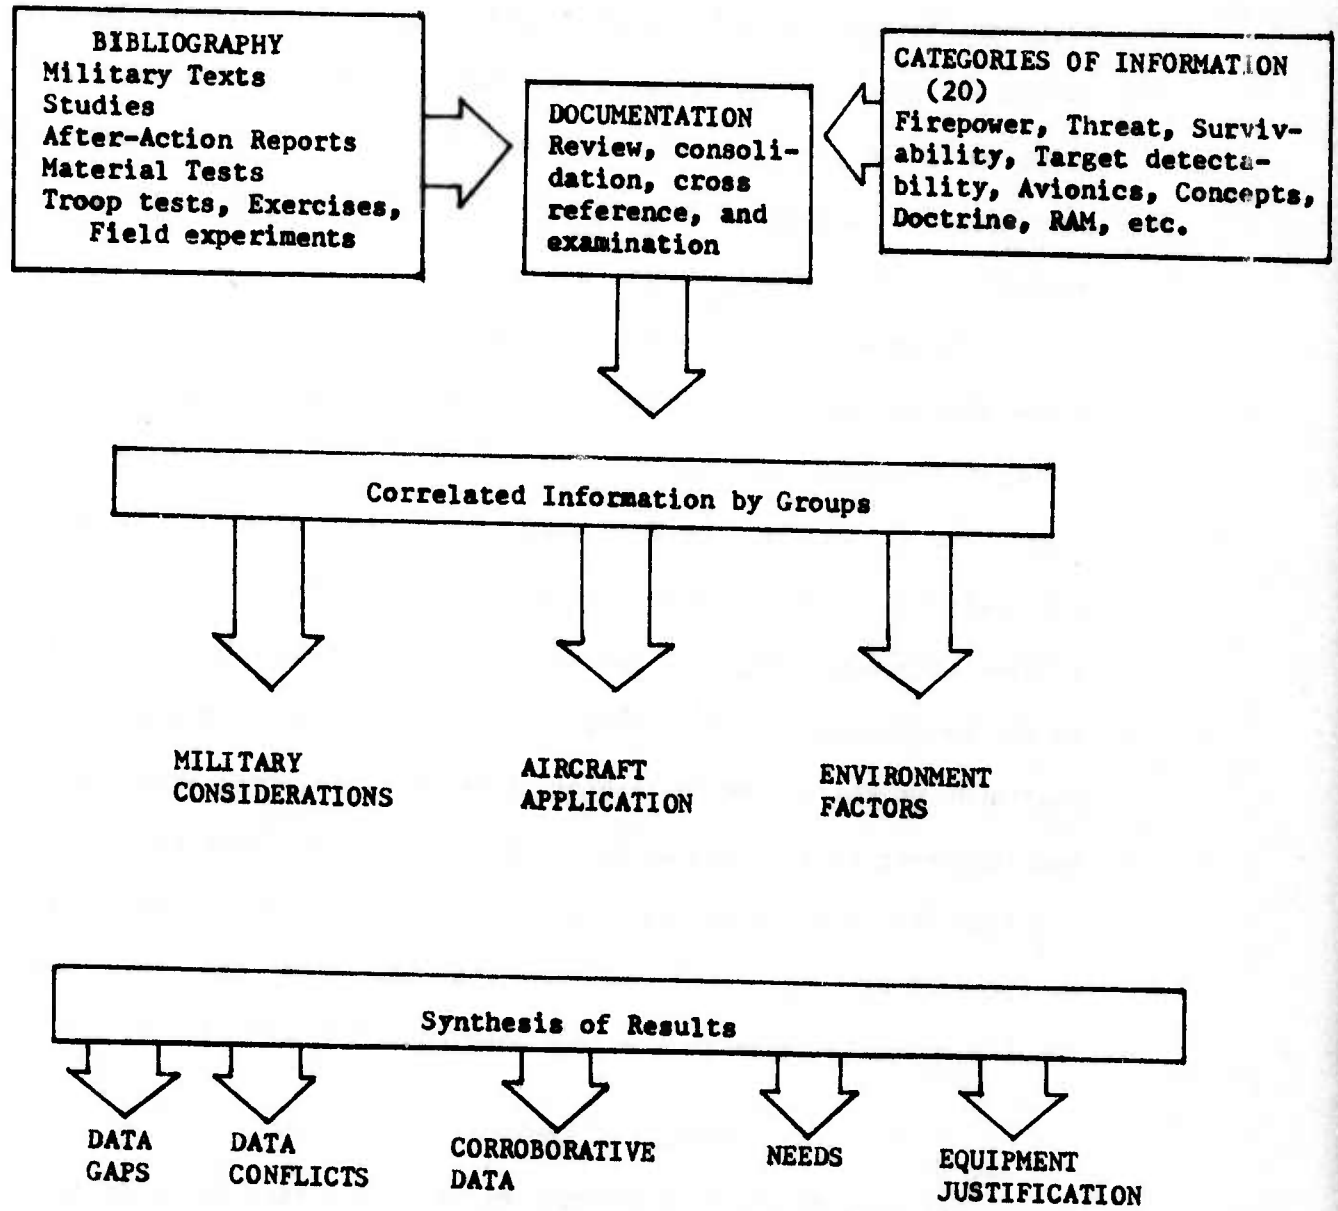 BIBLIOGRAPHY
Military Texts
Studies
After-Action Reports
Material Tests
Troop tests, Exercises,
Field experiments
DOCUMENTATION
Review, consoli-
dation, cross
reference, and
examination
CATEGORIES OF INFORMATION
(20)
Firepower, Threat, Surviv-
ability, Target detecta-
bility, Avionics, Concepts,
Doctrine, RAM, etc.
Correlated Information by Groups
MILITARY
CONSIDERATIONS
AIRCRAFT
APPLICATION
ENVIRONMENT
FACTORS
Synthesis of Results
DATA
GAPS
DATA
CONFLICTS
CORROBORATIVE
DATA
NEEDS
EQUIPMENT
JUSTIFICATION